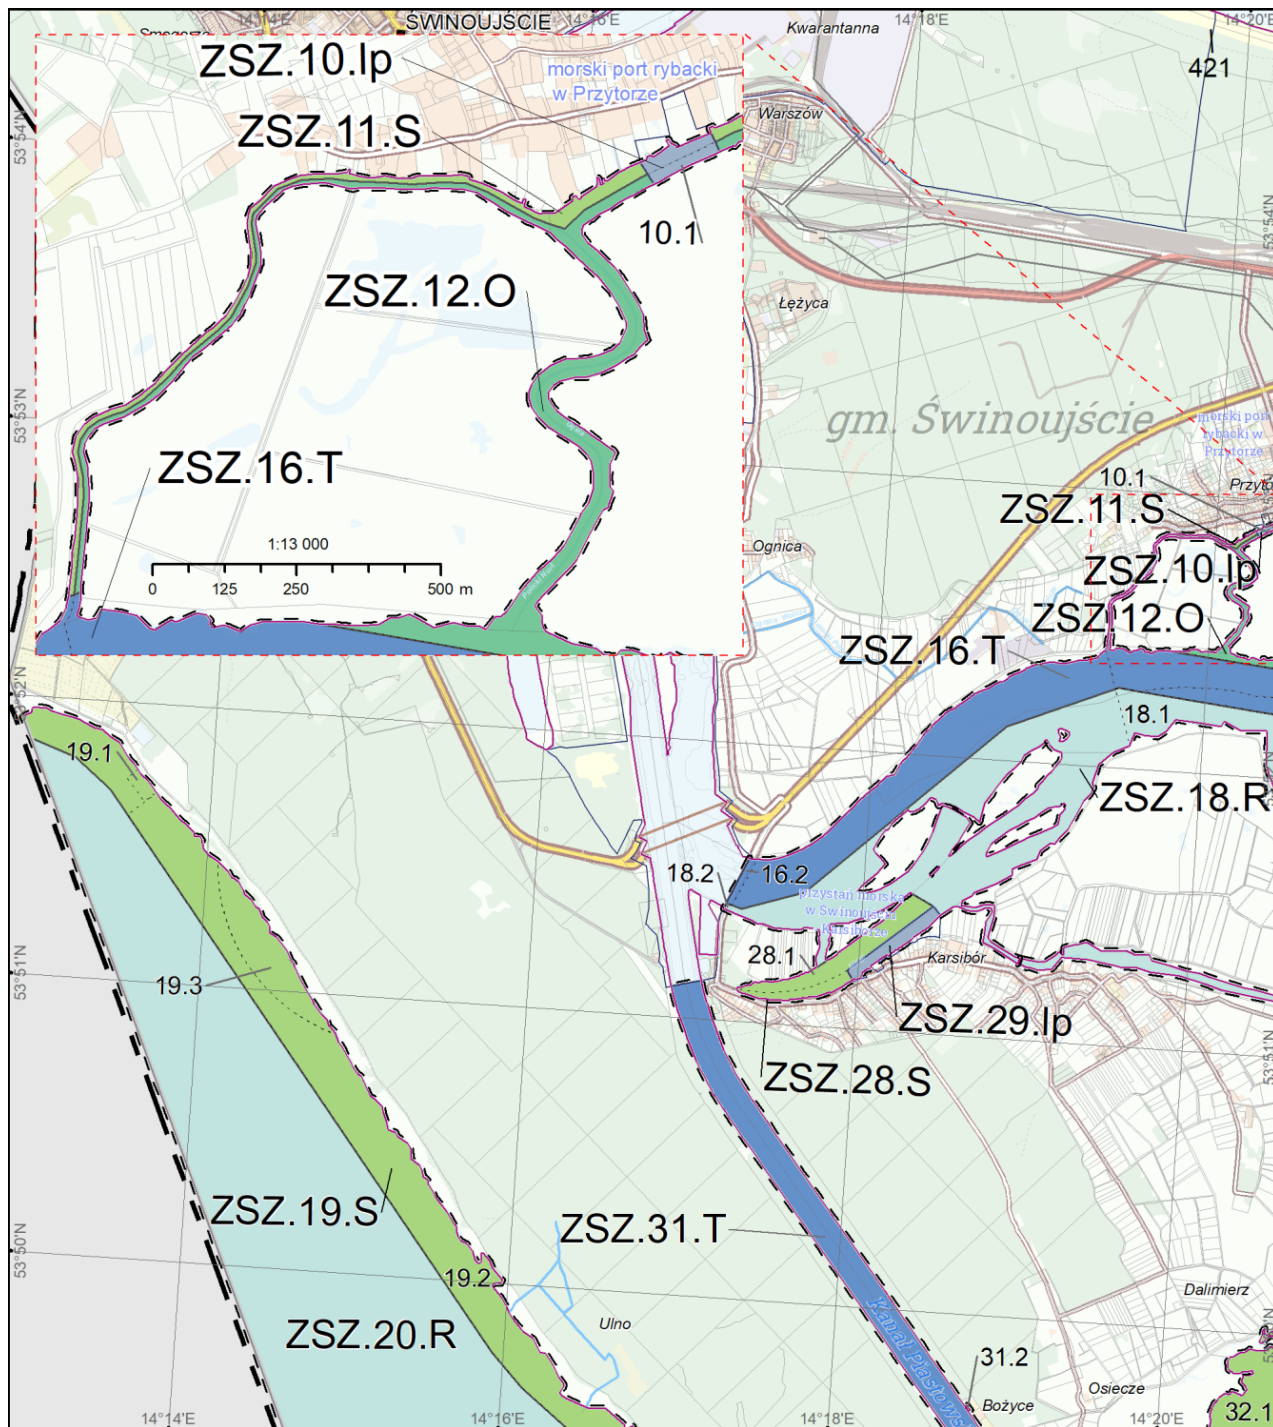 14°14'E
ŚWINOUJŚCIE
14°16'E
14°18'E
14°20'E
Kwarantanna
421
ZSZ.10.Ip
morski port rybacki
w Przytorze
Warszów
ZSZ.11.S
53°54'N
53°54'N
10.1
ZSZ.12.O
Łężyca
53°53'N
gm. Świnoujście
morski port
rybacki w
Przytorze
ZSZ.16.T
10.1
ZSZ.11.S
1:13 000
0 125 250 500 m
Ognica
ZSZ.10.Ip
ZSZ.12.O
ZSZ.16.T
53°52'N
18.1
19.1
ZSZ.18.R
18.2
16.2
przystań morska
w Świnoujściu
Karsiborze
28.1
Karsibór
53°51'N
19.3
ZSZ.29.Ip
53°51'N
ZSZ.28.S
ZSZ.19.S
ZSZ.31.T
53°50'N
19.2
Dalimierz
Ulno
ZSZ.20.R
Kanał
31.2
Osiecze
Bożyce
32.1
14°14'E
14°16'E
14°18'E
14°20'E